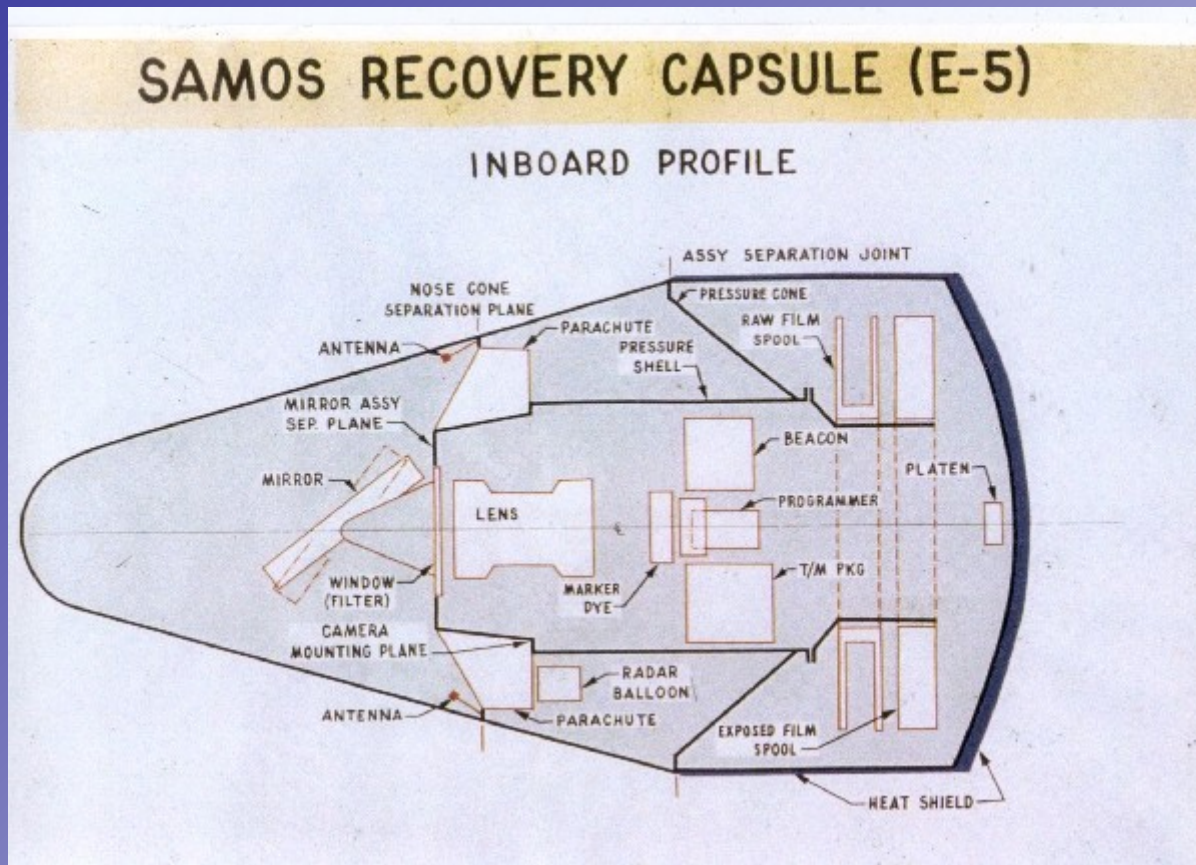 SAMOS RECOVERY CAPSULE (E-5)
INBOARD PROFILE
ASSY SEPARATION JOINT
NOSE CONE
SEPARATION PLANE
PRESSURE CONE
ANTENNA
PARACHUTE
PRESSURE
SHELL
RAW FILM
SPOOL
MIRROR ASSY
SEP. PLANE
BEACON
MIRROR
PLATEN
LENS
PROGRAMMER
℄
WINDOW
(FILTER)
MARKER
DYE
T/M PKG
CAMERA
MOUNTING PLANE
RADAR
BALLOON
ANTENNA
PARACHUTE
EXPOSED FILM
SPOOL
HEAT SHIELD